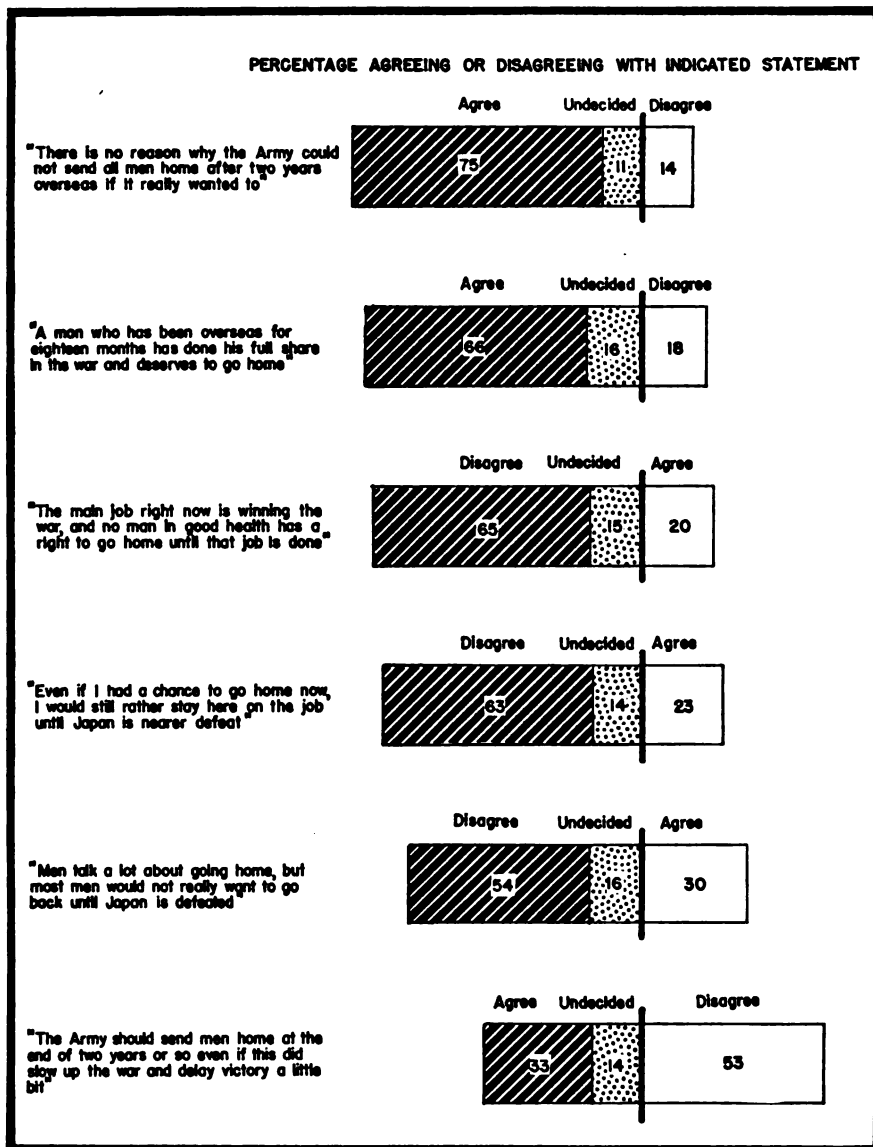 PERCENTAGE AGREEING OR DISAGREEING WITH INDICATED STATEMENT
Agree Undecided Disagree
"There is no reason why the Army could
not send all men home after two years
overseas if it really wanted to"
75 11 14
Agree Undecided Disagree
"A man who has been overseas for
eighteen months has done his full share
in the war and deserves to go home"
66 16 18
Disagree Undecided Agree
"The main job right now is winning the
war, and no man in good health has a
right to go home until that job is done"
65 15 20
Disagree Undecided Agree
"Even if I had a chance to go home now,
I would still rather stay here on the job
until Japan is nearer defeat"
63 14 23
Disagree Undecided Agree
"Men talk a lot about going home, but
most men would not really want to go
back until Japan is defeated"
54 16 30
Agree Undecided Disagree
"The Army should send men home at the
end of two years or so even if this did
slow up the war and delay victory a little
bit"
33 14 53